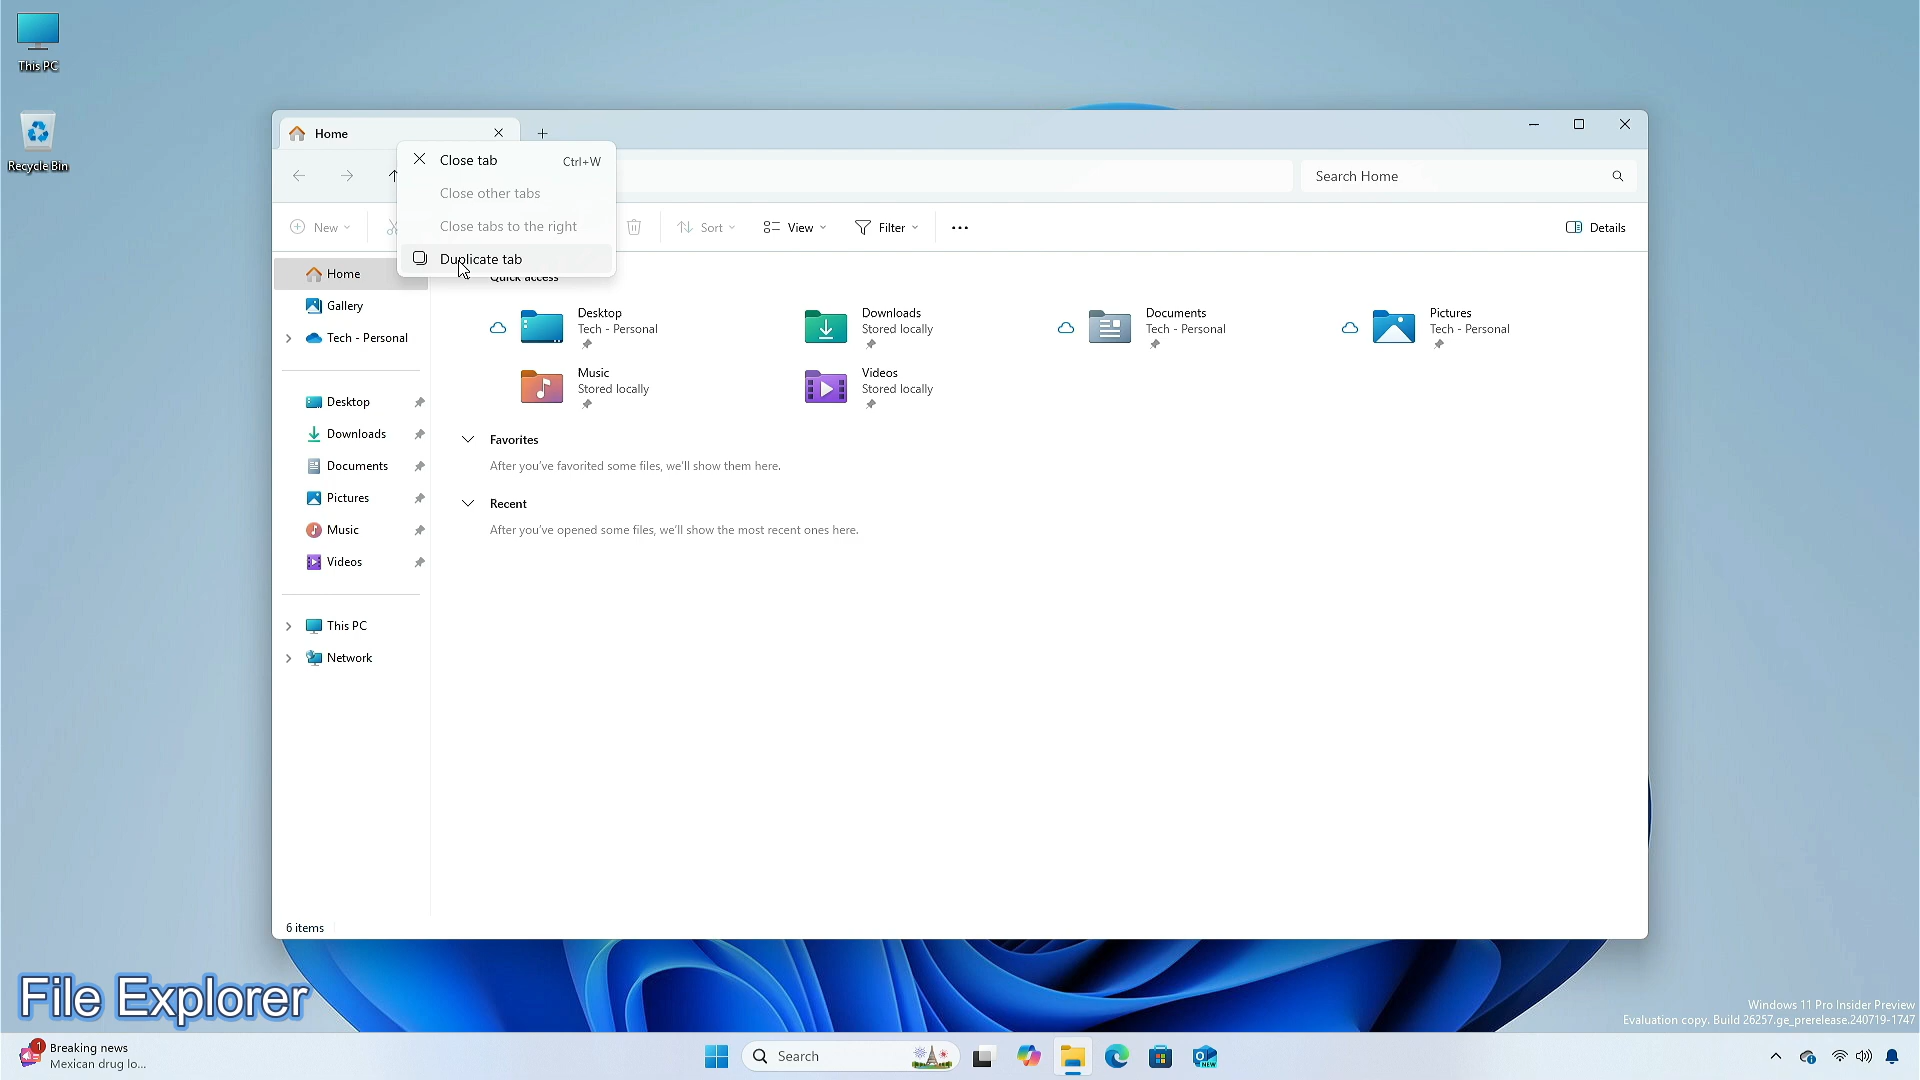 This PC
Recycle Bin
Home
Close tab Ctrl+W
Close other tabs
Close tabs to the right
Duplicate tab
Search Home
New
Sort
View
Filter
Details
Home
Gallery
Tech - Personal
Desktop
Downloads
Documents
Pictures
Music
Videos
This PC
Network
Quick access
Desktop
Tech - Personal
Downloads
Stored locally
Documents
Tech - Personal
Pictures
Tech - Personal
Music
Stored locally
Videos
Stored locally
Favorites
After you've favorited some files, we'll show them here.
Recent
After you've opened some files, we'll show the most recent ones here.
6 items
File Explorer
Windows 11 Pro Insider Preview
Evaluation copy. Build 26257.ge_prerelease.240719-1747
1
Breaking news
Mexican drug lo...
Search
NEW